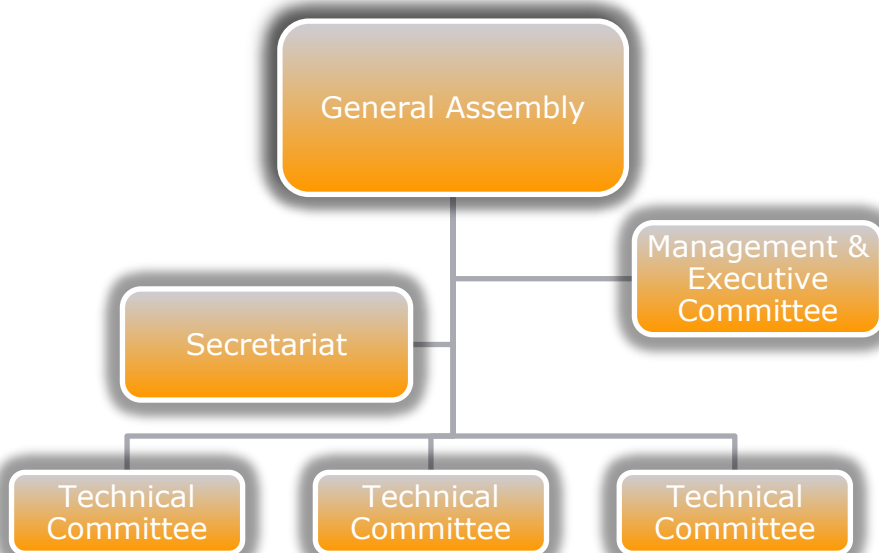 General Assembly
Management &
Executive
Committee
Secretariat
Technical
Committee
Technical
Committee
Technical
Committee